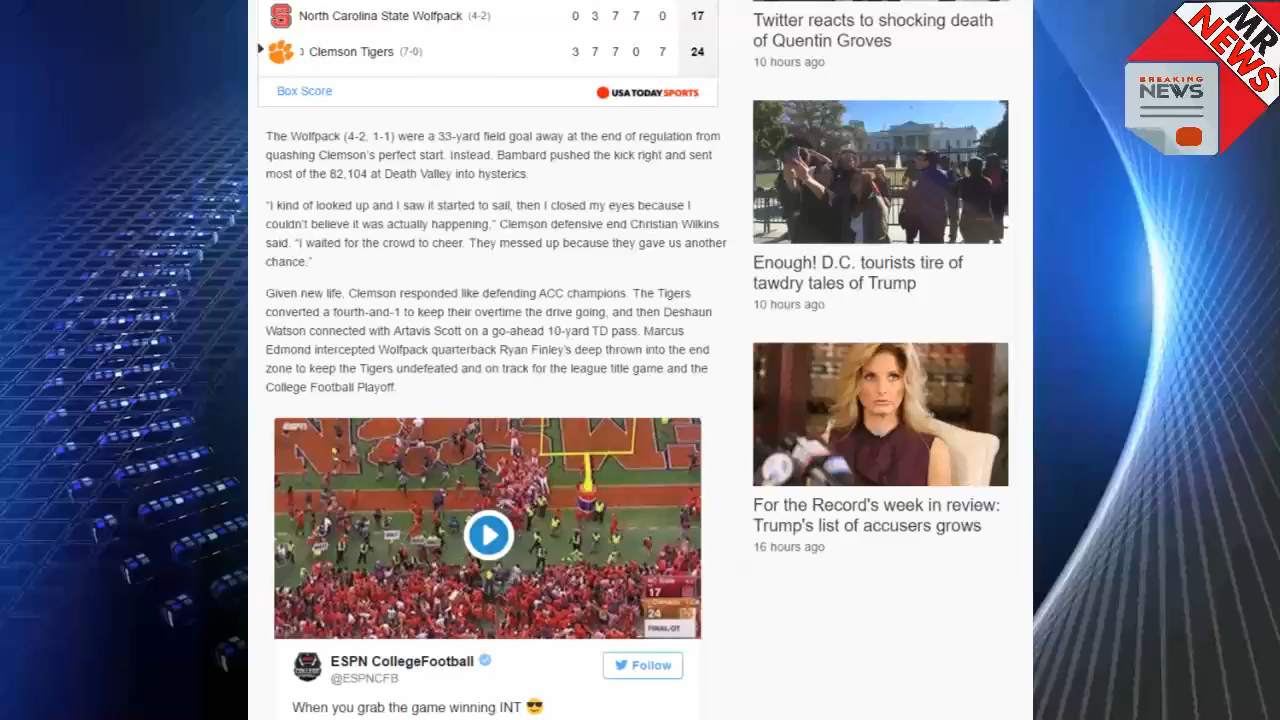 North Carolina State Wolfpack (4-2) 0 3 7 7 0 17
3 Clemson Tigers (7-0) 3 7 7 0 7 24
Box Score USA TODAY SPORTS
The Wolfpack (4-2, 1-1) were a 33-yard field goal away at the end of regulation from
quashing Clemson's perfect start. Instead, Bambard pushed the kick right and sent
most of the 82,104 at Death Valley into hysterics.
"I kind of looked up and I saw it started to sail, then I closed my eyes because I
couldn't believe it was actually happening," Clemson defensive end Christian Wilkins
said. "I waited for the crowd to cheer. They messed up because they gave us another
chance."
Given new life, Clemson responded like defending ACC champions. The Tigers
converted a fourth-and-1 to keep their overtime the drive going, and then Deshaun
Watson connected with Artavis Scott on a go-ahead 10-yard TD pass. Marcus
Edmond intercepted Wolfpack quarterback Ryan Finley's deep thrown into the end
zone to keep the Tigers undefeated and on track for the league title game and the
College Football Playoff.
ESPN
NC State
17
24
FINAL/OT
ESPN CollegeFootball
@ESPNCFB
Follow
When you grab the game winning INT 😎
Twitter reacts to shocking death
of Quentin Groves
10 hours ago
Enough! D.C. tourists tire of
tawdry tales of Trump
10 hours ago
For the Record's week in review:
Trump's list of accusers grows
16 hours ago
MR
NEWS
BREAKING
NEWS